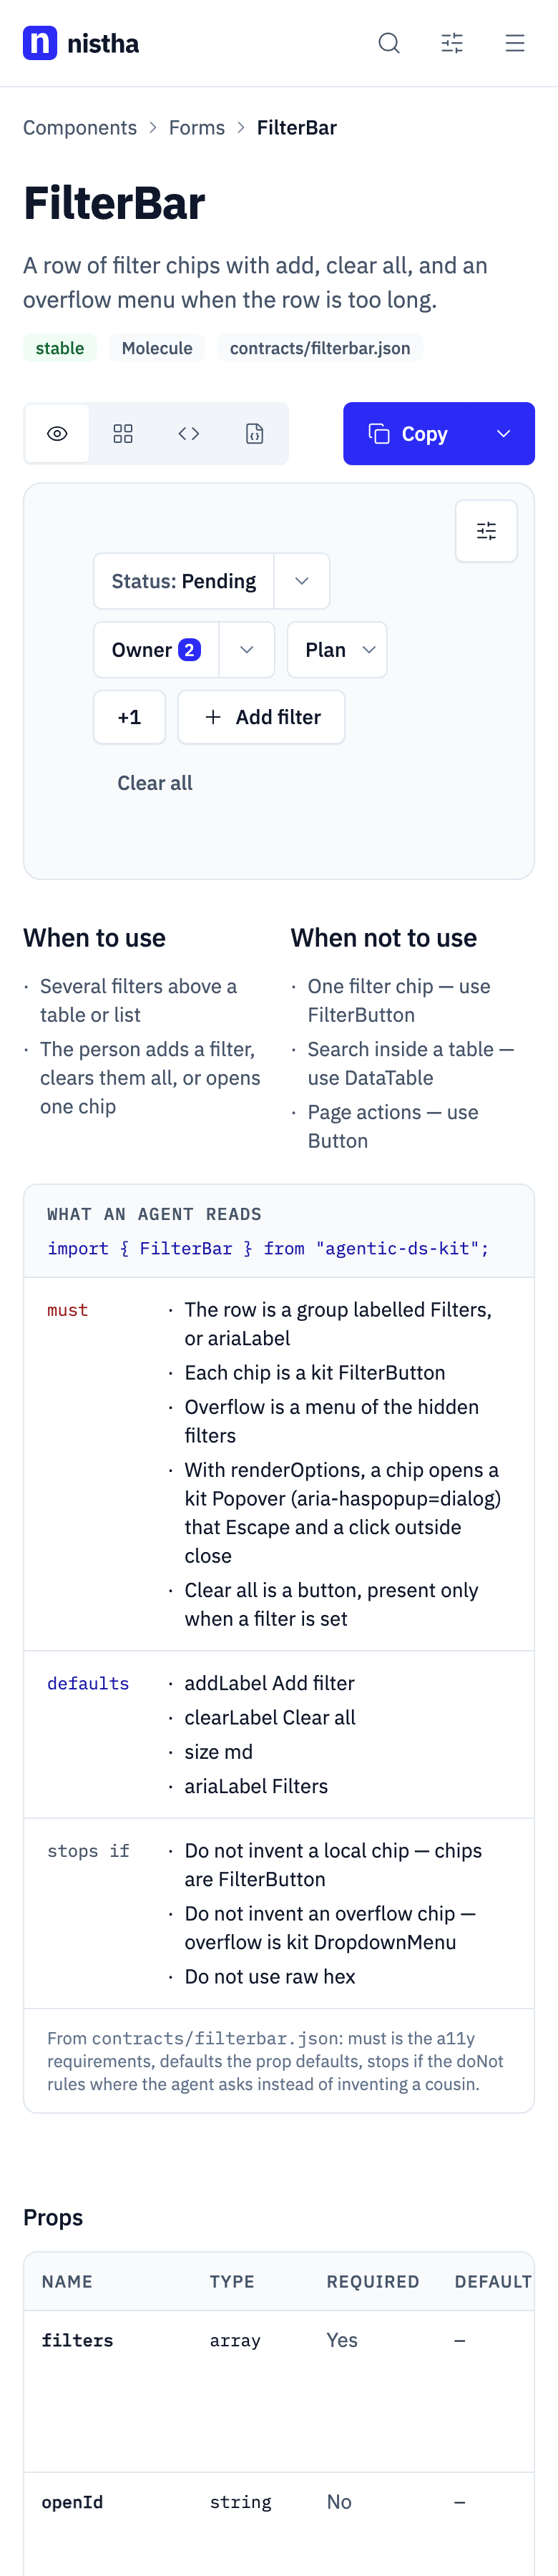 n nistha
Components > Forms > FilterBar
FilterBar
A row of filter chips with add, clear all, and an
overflow menu when the row is too long.
stable Molecule contracts/filterbar.json
Copy
Status: Pending
Owner 2 Plan
+1 + Add filter
Clear all
When to use
· Several filters above a
table or list
· The person adds a filter,
clears them all, or opens
one chip
When not to use
· One filter chip — use
FilterButton
· Search inside a table —
use DataTable
· Page actions — use
Button
WHAT AN AGENT READS
import { FilterBar } from "agentic-ds-kit";
must
· The row is a group labelled Filters,
or ariaLabel
· Each chip is a kit FilterButton
· Overflow is a menu of the hidden
filters
· With renderOptions, a chip opens a
kit Popover (aria-haspopup=dialog)
that Escape and a click outside
close
· Clear all is a button, present only
when a filter is set
defaults
· addLabel Add filter
· clearLabel Clear all
· size md
· ariaLabel Filters
stops if
· Do not invent a local chip — chips
are FilterButton
· Do not invent an overflow chip —
overflow is kit DropdownMenu
· Do not use raw hex
From contracts/filterbar.json: must is the a11y
requirements, defaults the prop defaults, stops if the doNot
rules where the agent asks instead of inventing a cousin.
Props
NAME TYPE REQUIRED DEFAULT
filters array Yes –
openId string No –